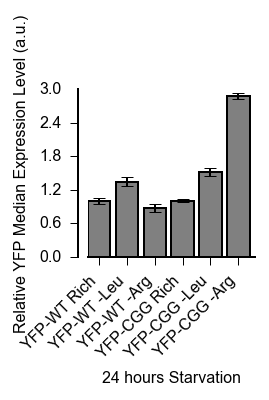 Relative YFP Median Expression Level (a.u.)
3.0
2.4
1.8
1.2
0.6
0.0
YFP-WT Rich
YFP-WT -Leu
YFP-WT -Arg
YFP-CGG Rich
YFP-CGG -Leu
YFP-CGG -Arg
24 hours Starvation